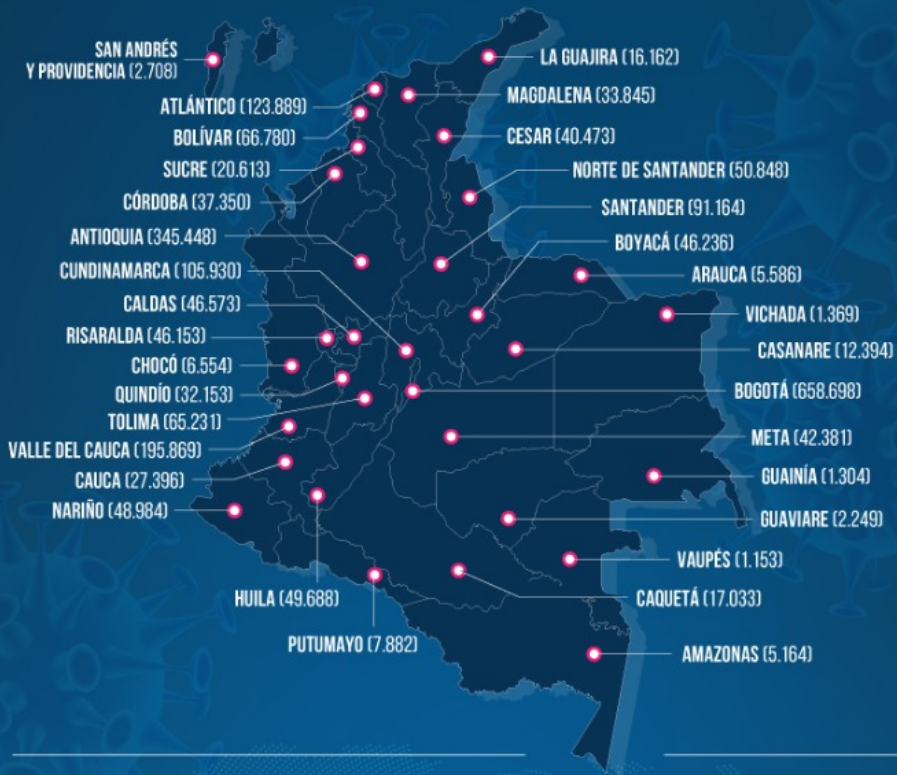 SAN ANDRÉS
Y PROVIDENCIA (2.708)
ATLÁNTICO (123.889)
BOLÍVAR (66.780)
SUCRE (20.613)
CÓRDOBA (37.350)
ANTIOQUIA (345.448)
CUNDINAMARCA (105.930)
CALDAS (46.573)
RISARALDA (46.153)
CHOCÓ (6.554)
QUINDÍO (32.153)
TOLIMA (65.231)
VALLE DEL CAUCA (195.869)
CAUCA (27.396)
NARIÑO (48.984)
HUILA (49.688)
PUTUMAYO (7.882)
LA GUAJIRA (16.162)
MAGDALENA (33.845)
CESAR (40.473)
NORTE DE SANTANDER (50.848)
SANTANDER (91.164)
BOYACÁ (46.236)
ARAUCA (5.586)
VICHADA (1.369)
CASANARE (12.394)
BOGOTÁ (658.698)
META (42.381)
GUAINÍA (1.304)
GUAVIARE (2.249)
VAUPÉS (1.153)
CAQUETÁ (17.033)
AMAZONAS (5.164)